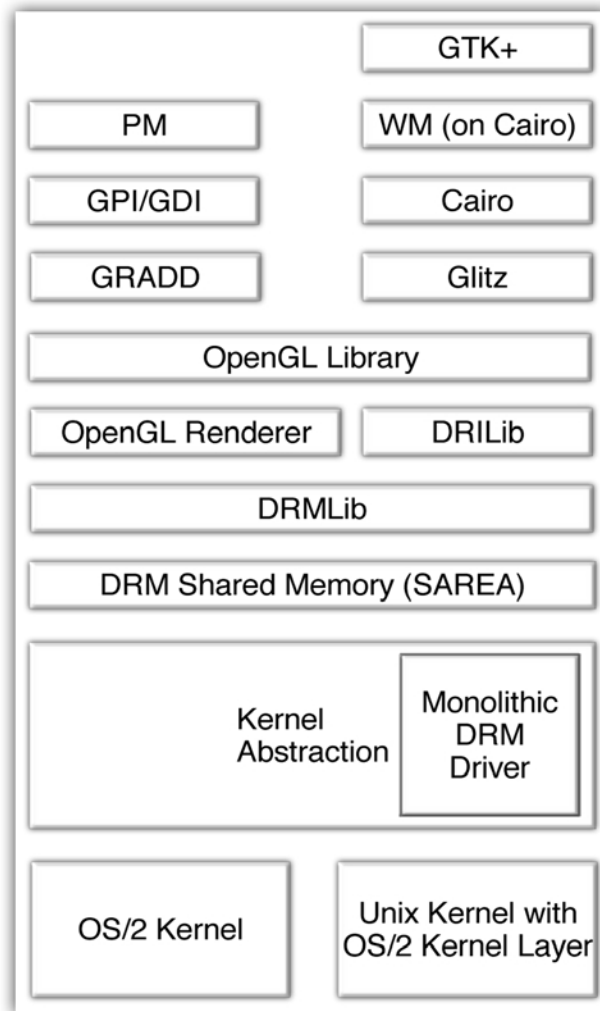 GTK+
PM
WM (on Cairo)
GPI/GDI
Cairo
GRADD
Glitz
OpenGL Library
OpenGL Renderer
DRILib
DRMLib
DRM Shared Memory (SAREA)
Kernel
Abstraction
Monolithic
DRM
Driver
OS/2 Kernel
Unix Kernel with
OS/2 Kernel Layer